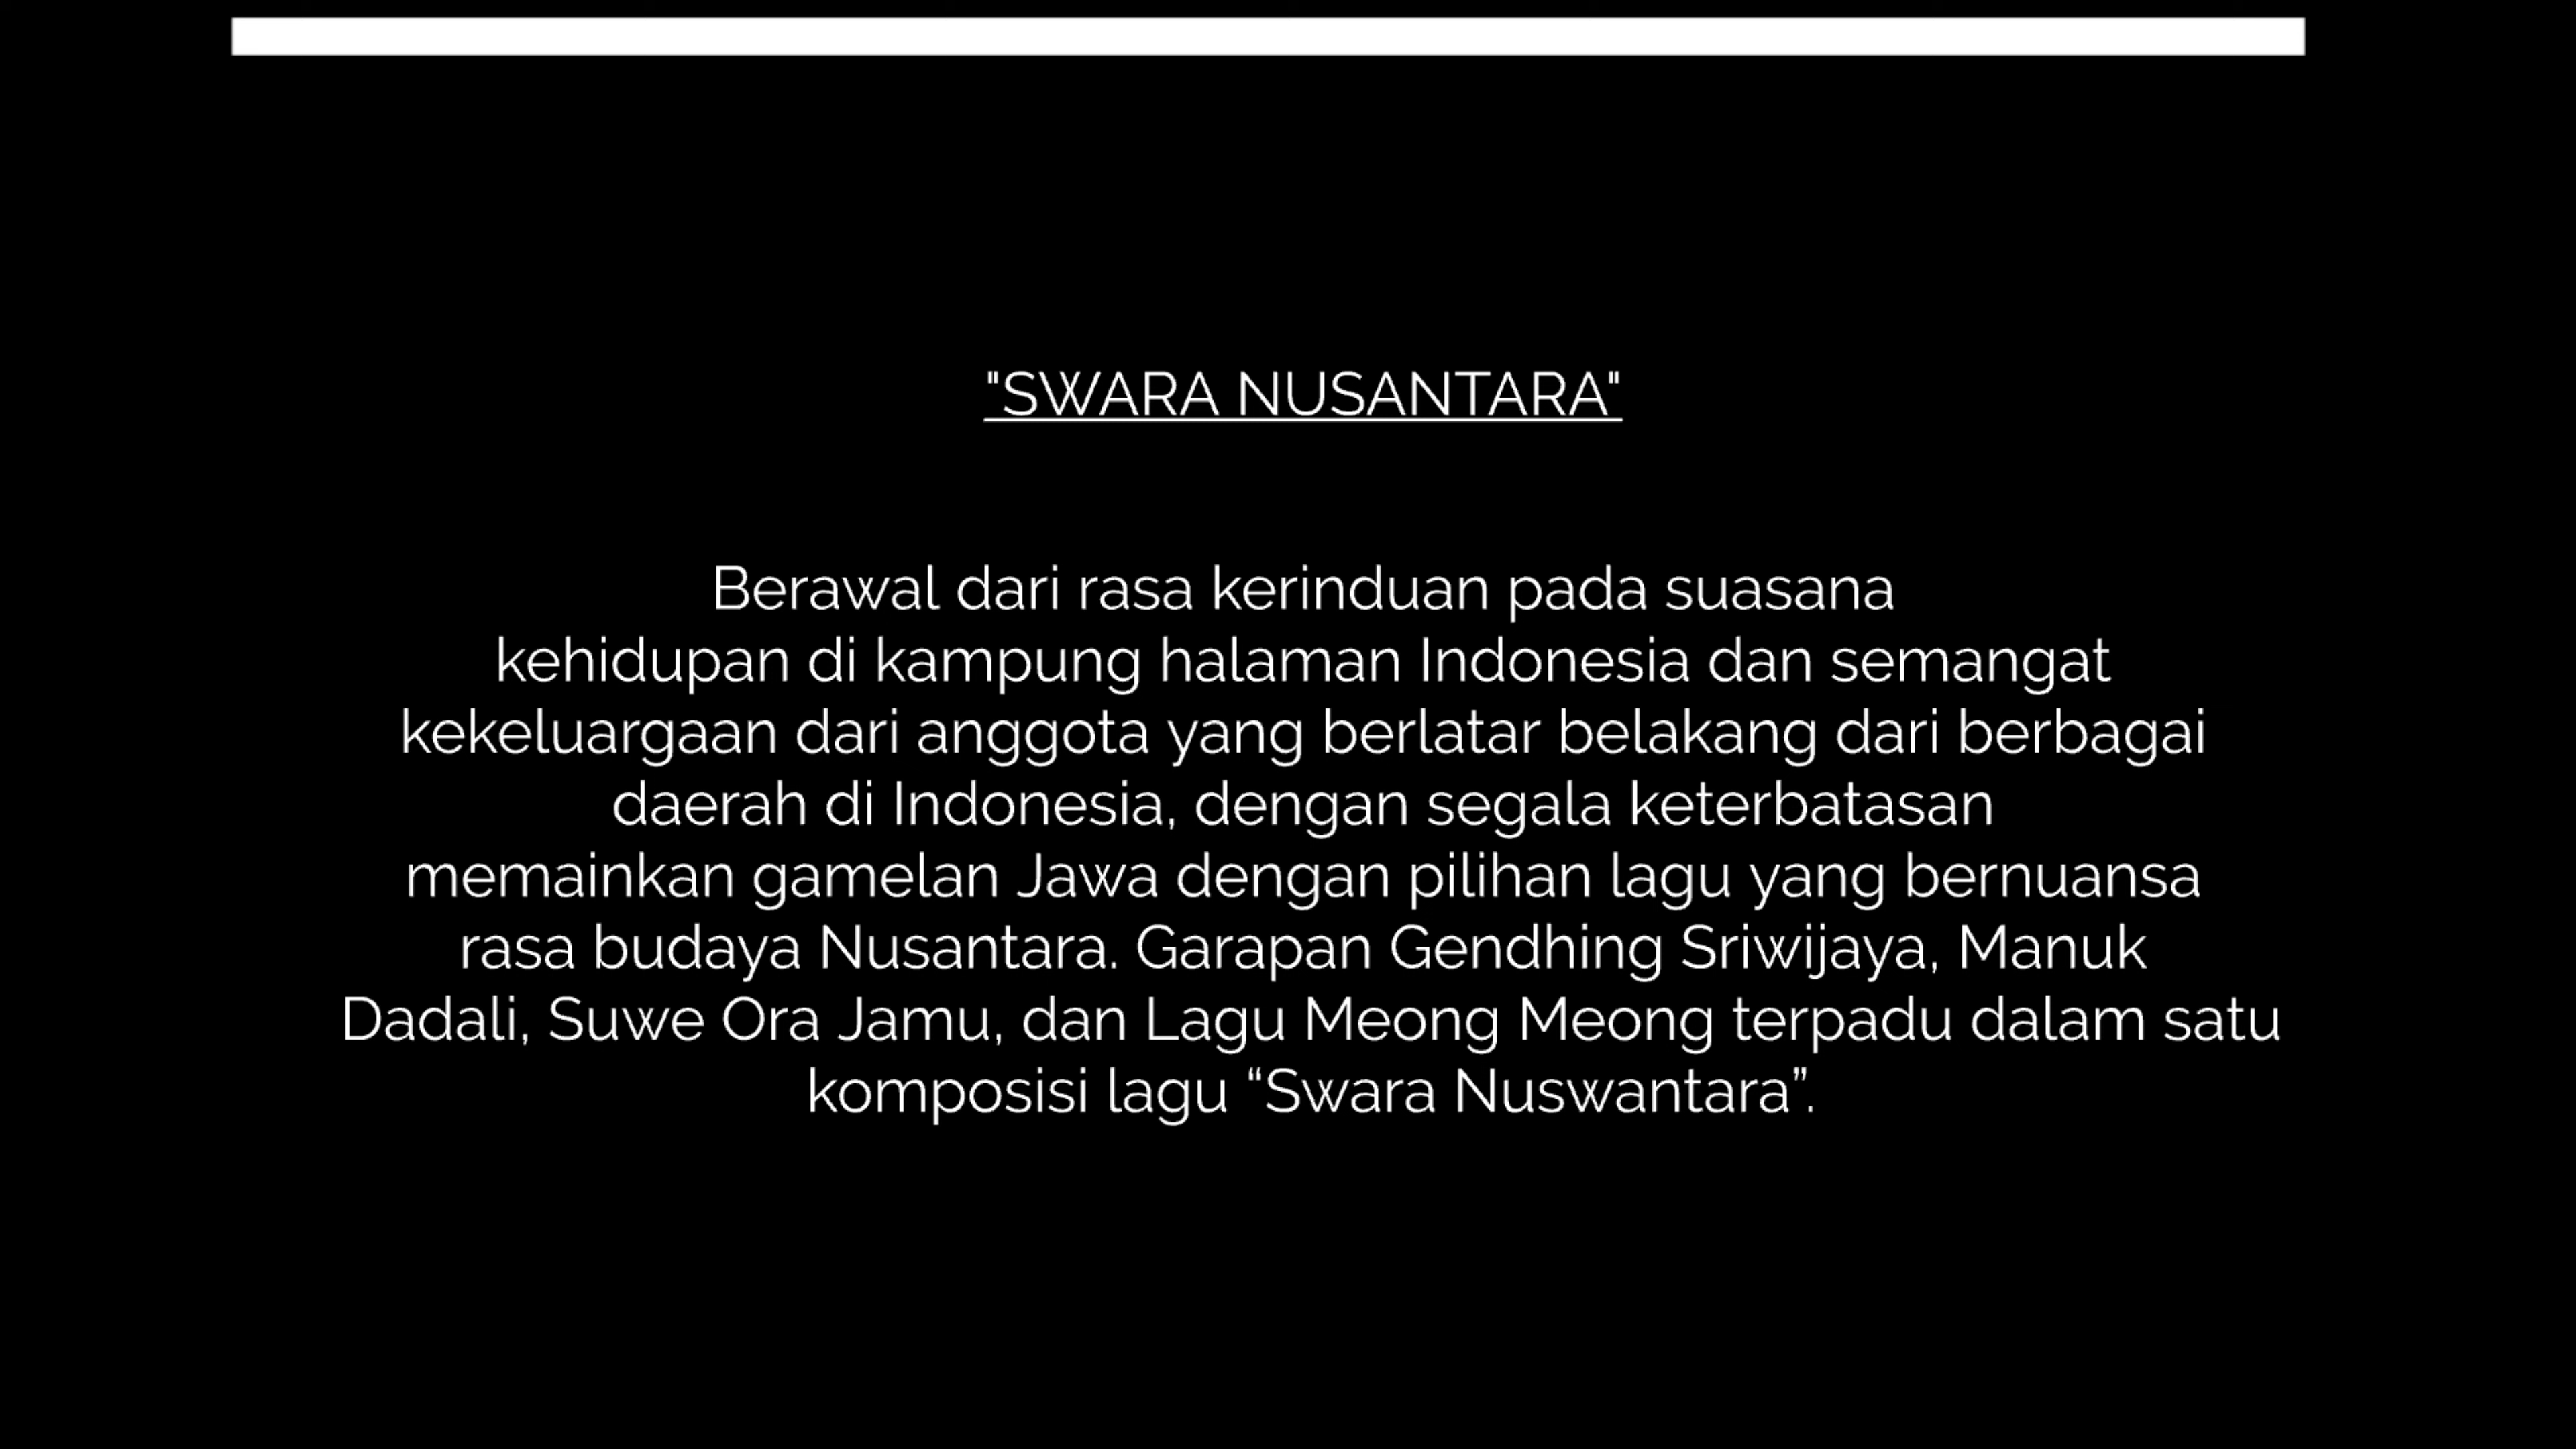 "SWARA NUSANTARA"
Berawal dari rasa kerinduan pada suasana
kehidupan di kampung halaman Indonesia dan semangat
kekeluargaan dari anggota yang berlatar belakang dari berbagai
daerah di Indonesia, dengan segala keterbatasan
memainkan gamelan Jawa dengan pilihan lagu yang bernuansa
rasa budaya Nusantara. Garapan Gendhing Sriwijaya, Manuk
Dadali, Suwe Ora Jamu, dan Lagu Meong Meong terpadu dalam satu
komposisi lagu “Swara Nuswantara”.